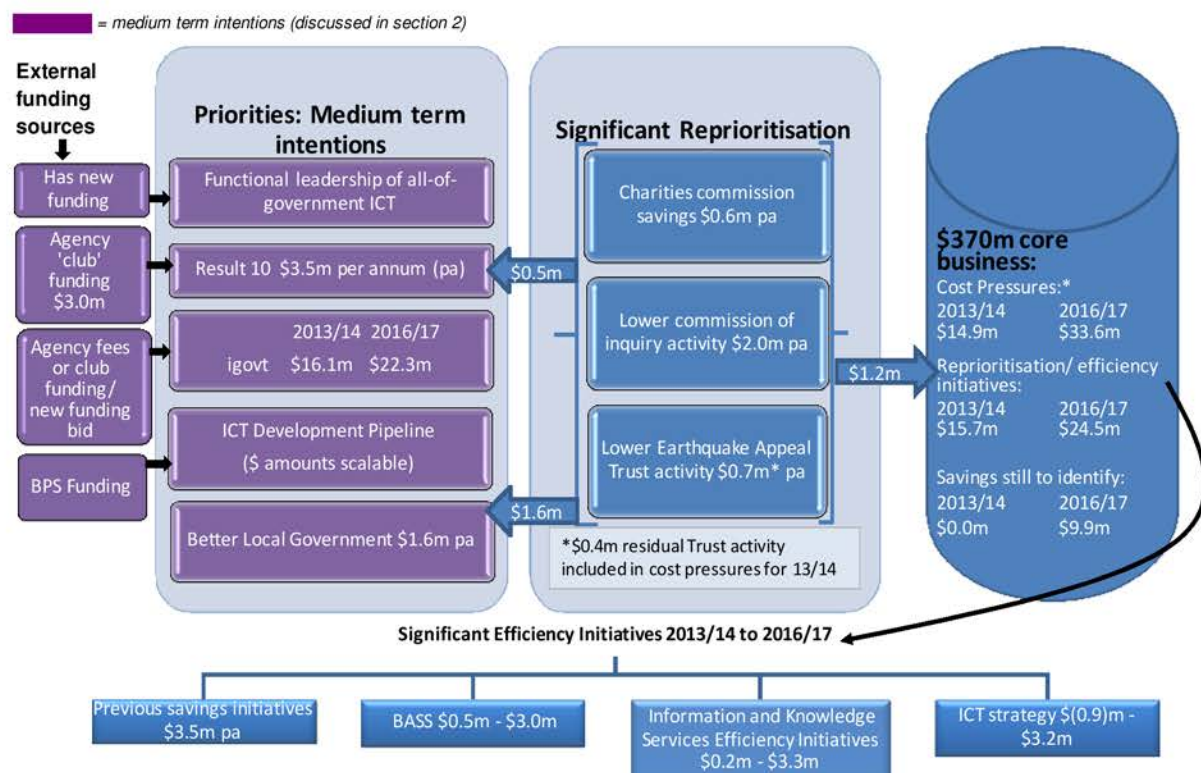 = medium term intentions (discussed in section 2)
External
funding
sources
Has new
funding
Agency
'club'
funding
$3.0m
Agency fees
or club
funding/
new funding
bid
BPS Funding
Priorities: Medium term
intentions
Functional leadership of all-of-
government ICT
Result 10 $3.5m per annum (pa)
2013/14 2016/17
igovt $16.1m $22.3m
ICT Development Pipeline
($ amounts scalable)
Better Local Government $1.6m pa
$0.5m
$1.6m
Significant Reprioritisation
Charities commission
savings $0.6m pa
Lower commission of
inquiry activity $2.0m pa
Lower Earthquake Appeal
Trust activity $0.7m* pa
*$0.4m residual Trust activity
included in cost pressures for 13/14
$1.2m
$370m core
business:
Cost Pressures:*
2013/14 2016/17
$14.9m $33.6m
Reprioritisation/ efficiency
initiatives:
2013/14 2016/17
$15.7m $24.5m
Savings still to identify:
2013/14 2016/17
$0.0m $9.9m
Significant Efficiency Initiatives 2013/14 to 2016/17
Previous savings initiatives
$3.5m pa
BASS $0.5m - $3.0m
Information and Knowledge
Services Efficiency Initiatives
$0.2m - $3.3m
ICT strategy $(0.9)m -
$3.2m